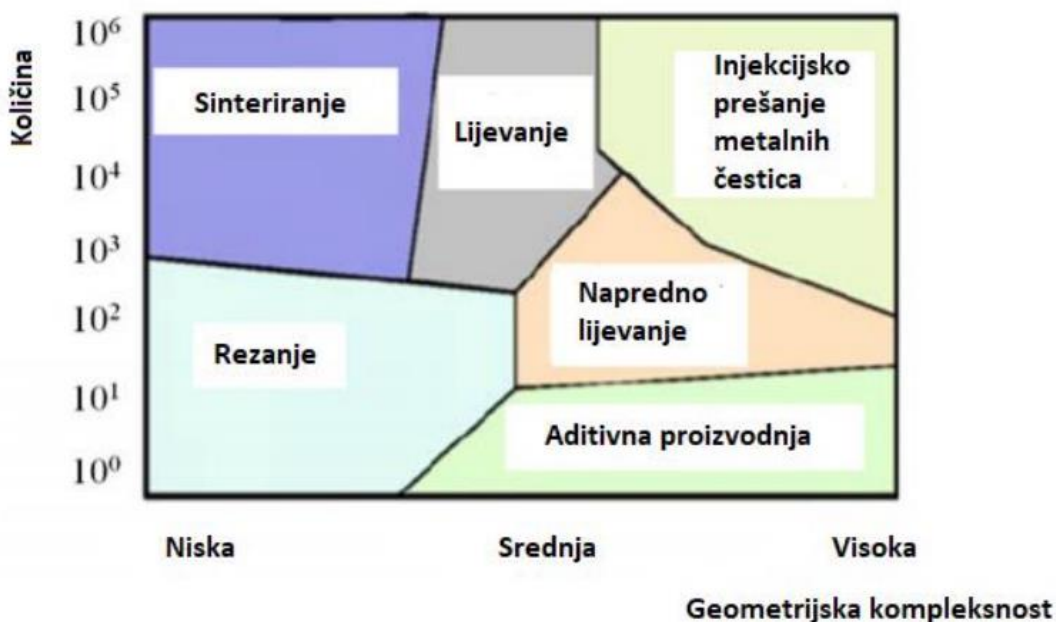 Količina
10⁶
10⁵
10⁴
10³
10²
10¹
10⁰
Sinteriranje
Lijevanje
Injekcijsko
prešanje
metalnih
čestica
Rezanje
Napredno
lijevanje
Aditivna proizvodnja
Niska
Srednja
Visoka
Geometrijska kompleksnost